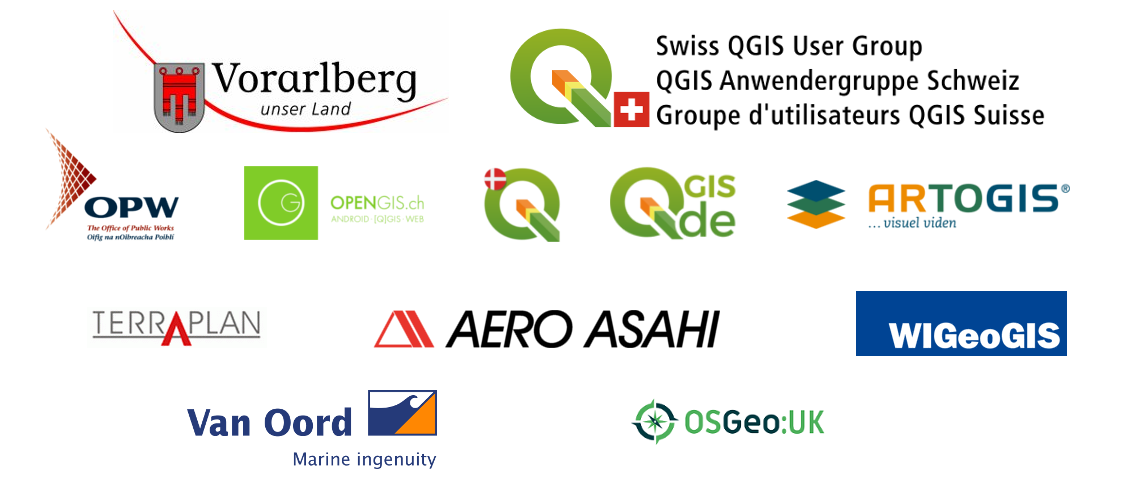 Vorarlberg
unser Land
Swiss QGIS User Group
QGIS Anwendergruppe Schweiz
Groupe d'utilisateurs QGIS Suisse
OPW
The Office of Public Works
Oifig na nOibreacha Poiblí
G
OPENGIS.ch
ANDROID [Q]GIS WEB
Q
QGIS
de
ARTOGIS®
...visuel viden
TERRAPLAN
AERO ASAHI
WIGeoGIS
Van Oord
Marine ingenuity
OSGeo:UK